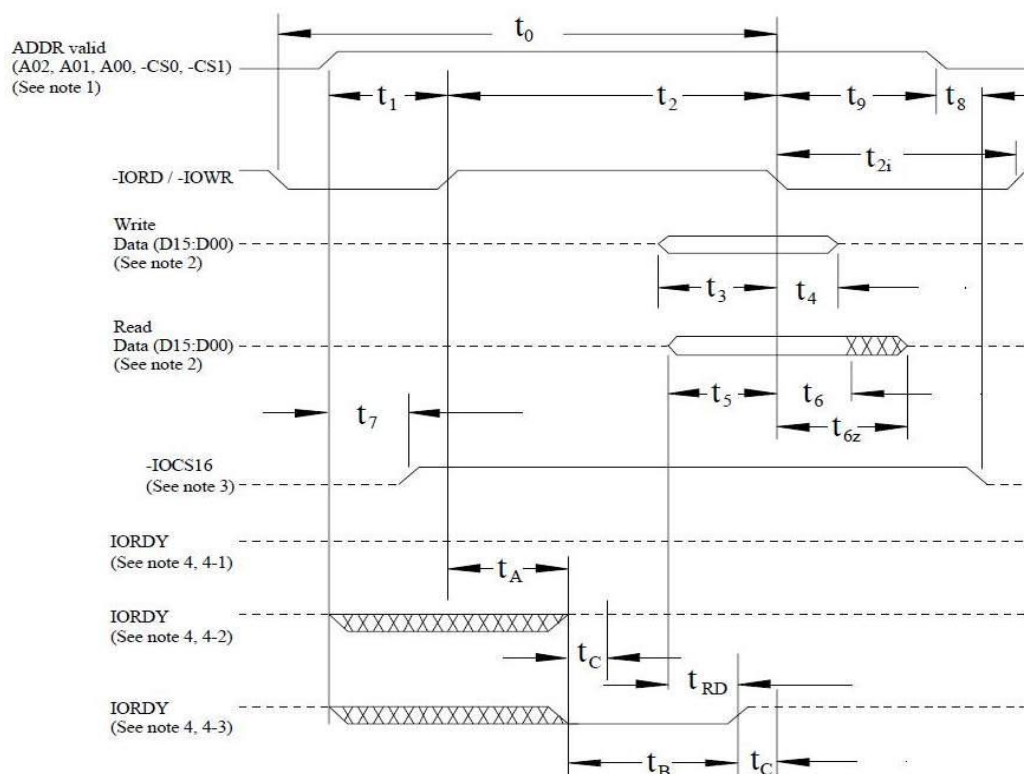 t0
ADDR valid
(A02, A01, A00, -CS0, -CS1)
(See note 1)
t1
t2
t9
t8
t2i
-IORD / -IOWR
Write
Data (D15:D00)
(See note 2)
t3
t4
Read
Data (D15:D00)
(See note 2)
t5
t6
t7
t6z
-IOCS16
(See note 3)
IORDY
(See note 4, 4-1)
tA
IORDY
(See note 4, 4-2)
tC
tRD
IORDY
(See note 4, 4-3)
tB
tC